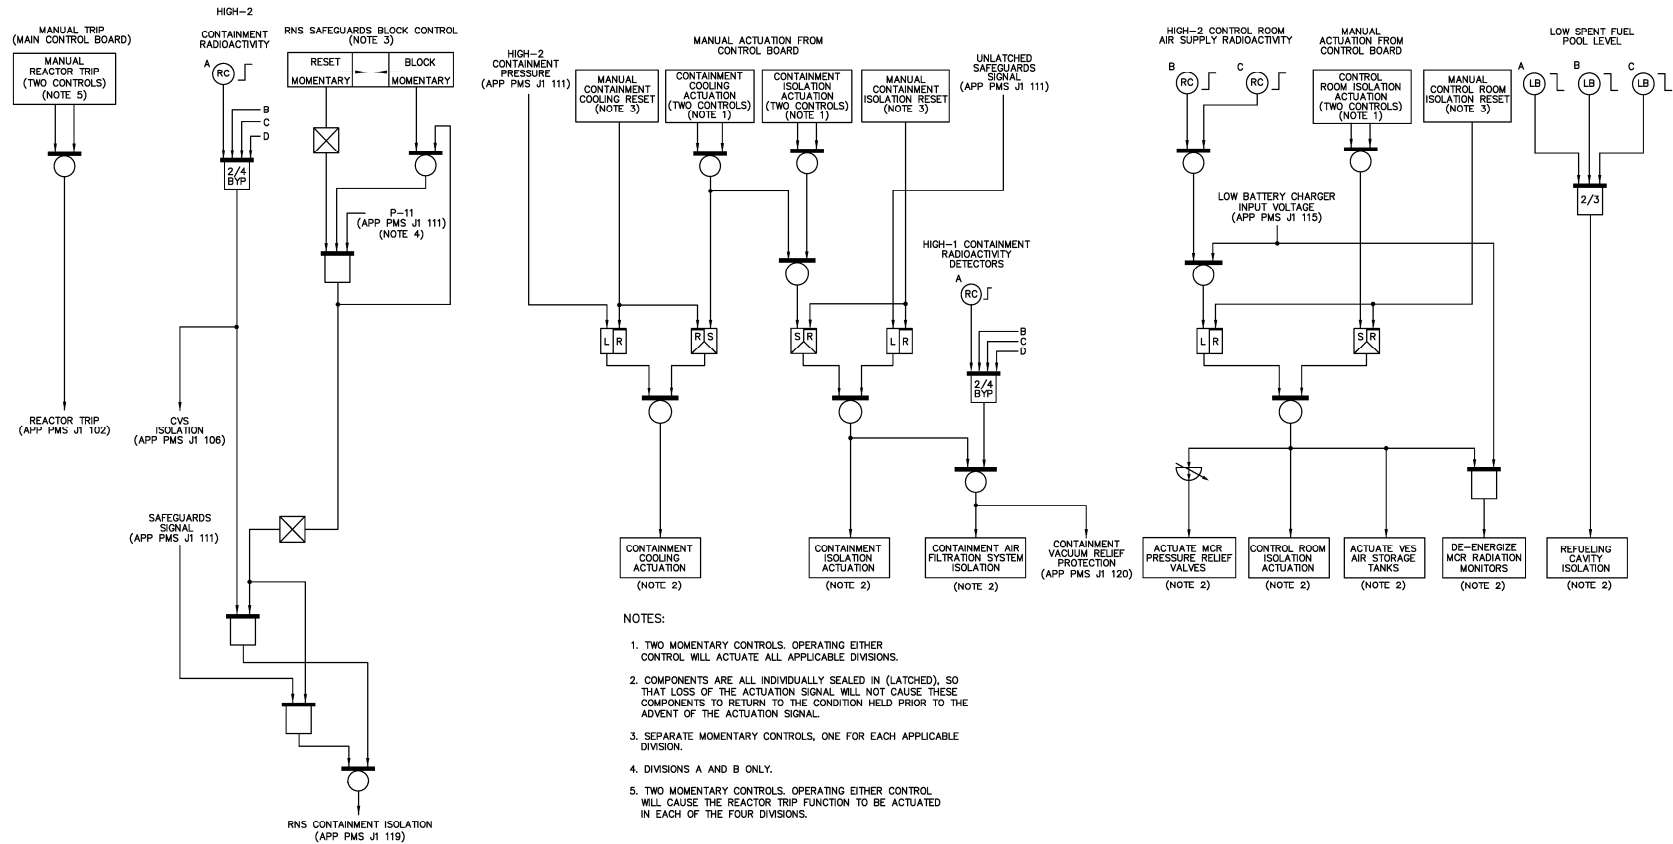 MANUAL TRIP
(MAIN CONTROL BOARD)
MANUAL
REACTOR TRIP
(TWO CONTROLS)
(NOTE 5)
REACTOR TRIP
(APP PMS J1 102)
HIGH-2
CONTAINMENT
RADIOACTIVITY
A
RC
B
C
D
2/4
BYP
CVS
ISOLATION
(APP PMS J1 106)
SAFEGUARDS
SIGNAL
(APP PMS J1 111)
RNS SAFEGUARDS BLOCK CONTROL
(NOTE 3)
RESET
BLOCK
MOMENTARY
MOMENTARY
P-11
(APP PMS J1 111)
(NOTE 4)
RNS CONTAINMENT ISOLATION
(APP PMS J1 119)
HIGH-2
CONTAINMENT
PRESSURE
(APP PMS J1 111)
MANUAL ACTUATION FROM
CONTROL BOARD
MANUAL
CONTAINMENT
COOLING RESET
(NOTE 3)
CONTAINMENT
COOLING
ACTUATION
(TWO CONTROLS)
(NOTE 1)
CONTAINMENT
ISOLATION
ACTUATION
(TWO CONTROLS)
(NOTE 1)
MANUAL
CONTAINMENT
ISOLATION RESET
(NOTE 3)
UNLATCHED
SAFEGUARDS
SIGNAL
(APP PMS J1 111)
HIGH-1 CONTAINMENT
RADIOACTIVITY
DETECTORS
A
RC
B
C
D
2/4
BYP
L R
R S
S R
L R
CONTAINMENT
COOLING
ACTUATION
(NOTE 2)
CONTAINMENT
ISOLATION
ACTUATION
(NOTE 2)
CONTAINMENT AIR
FILTRATION SYSTEM
ISOLATION
(NOTE 2)
CONTAINMENT
VACUUM RELIEF
PROTECTION
(APP PMS J1 120)
HIGH-2 CONTROL ROOM
AIR SUPPLY RADIOACTIVITY
B
RC
C
RC
MANUAL
ACTUATION FROM
CONTROL BOARD
CONTROL
ROOM ISOLATION
ACTUATION
(TWO CONTROLS)
(NOTE 1)
MANUAL
CONTROL ROOM
ISOLATION RESET
(NOTE 3)
LOW BATTERY CHARGER
INPUT VOLTAGE
(APP PMS J1 115)
L R
S R
ACTUATE MCR
PRESSURE RELIEF
VALVES
(NOTE 2)
CONTROL ROOM
ISOLATION
ACTUATION
(NOTE 2)
ACTUATE VES
AIR STORAGE
TANKS
(NOTE 2)
DE-ENERGIZE
MCR RADIATION
MONITORS
(NOTE 2)
LOW SPENT FUEL
POOL LEVEL
A
LB
B
LB
C
LB
2/3
REFUELING
CAVITY
ISOLATION
(NOTE 2)
NOTES:
1. TWO MOMENTARY CONTROLS. OPERATING EITHER
CONTROL WILL ACTUATE ALL APPLICABLE DIVISIONS.
2. COMPONENTS ARE ALL INDIVIDUALLY SEALED IN (LATCHED), SO
THAT LOSS OF THE ACTUATION SIGNAL WILL NOT CAUSE THESE
COMPONENTS TO RETURN TO THE CONDITION HELD PRIOR TO THE
ADVENT OF THE ACTUATION SIGNAL.
3. SEPARATE MOMENTARY CONTROLS, ONE FOR EACH APPLICABLE
DIVISION.
4. DIVISIONS A AND B ONLY.
5. TWO MOMENTARY CONTROLS. OPERATING EITHER CONTROL
WILL CAUSE THE REACTOR TRIP FUNCTION TO BE ACTUATED
IN EACH OF THE FOUR DIVISIONS.